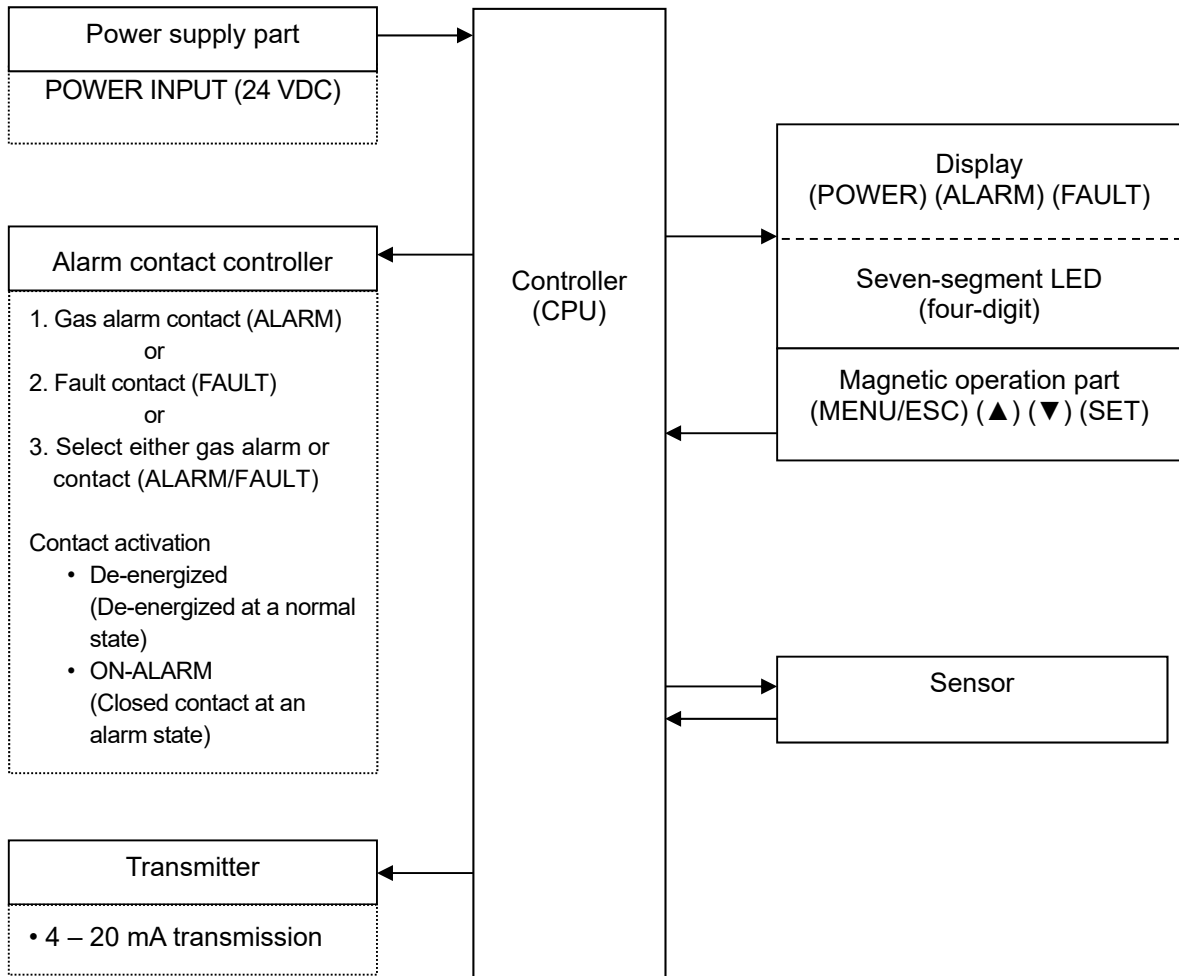 Power supply part
POWER INPUT (24 VDC)
Alarm contact controller
1. Gas alarm contact (ALARM)
or
2. Fault contact (FAULT)
or
3. Select either gas alarm or
contact (ALARM/FAULT)
Contact activation
• De-energized
(De-energized at a normal
state)
• ON-ALARM
(Closed contact at an
alarm state)
Transmitter
• 4 – 20 mA transmission
Controller
(CPU)
Display
(POWER) (ALARM) (FAULT)
Seven-segment LED
(four-digit)
Magnetic operation part
(MENU/ESC) (▲) (▼) (SET)
Sensor